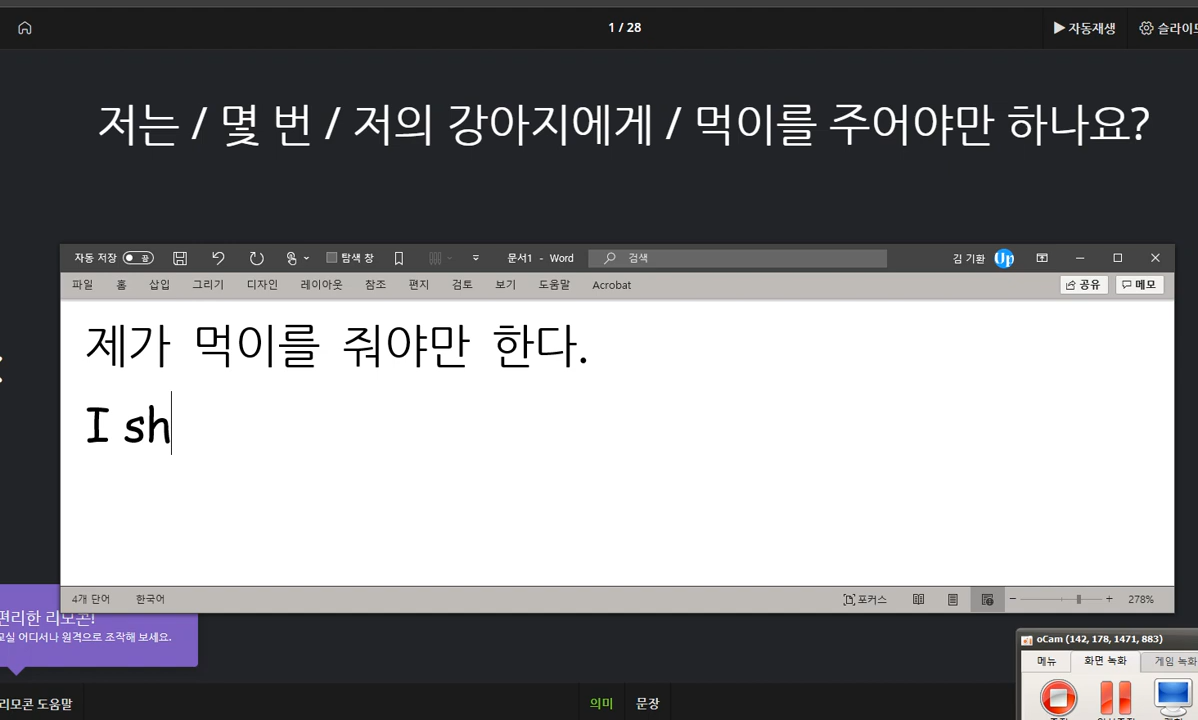 1 / 28
▶ 자동재생
저는 / 몇 번 / 저의 강아지에게 / 먹이를 주어야만 하나요?
자동 저장 끔 탐색 창 문서1 - Word 검색 김 기환 Up
파일 홈 삽입 그리기 디자인 레이아웃 참조 편지 검토 보기 도움말 Acrobat 공유 메모
제가 먹이를 줘야만 한다.
I sh
4개 단어 한국어 포커스 278%
편리한 리모콘!
교실 어디서나 원격으로 조작해 보세요.
oCam (142, 178, 1471, 883)
메뉴 화면 녹화 게임 녹화
리모콘 도움말 의미 문장